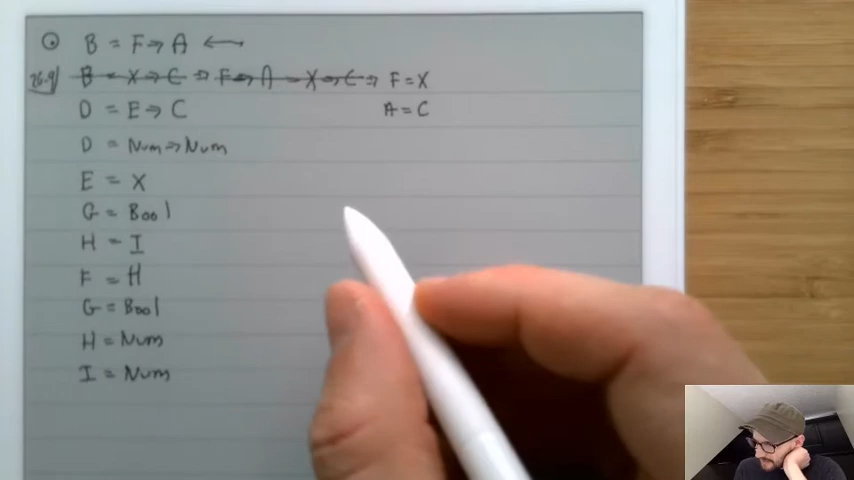 ⊙ B = F → A ←
B = X → C ⇒ F → A = X → C ⇒ F = X
D = E → C A = C
D = Num → Num
E = X
G = Bool
H = I
F = H
G = Bool
H = Num
I = Num